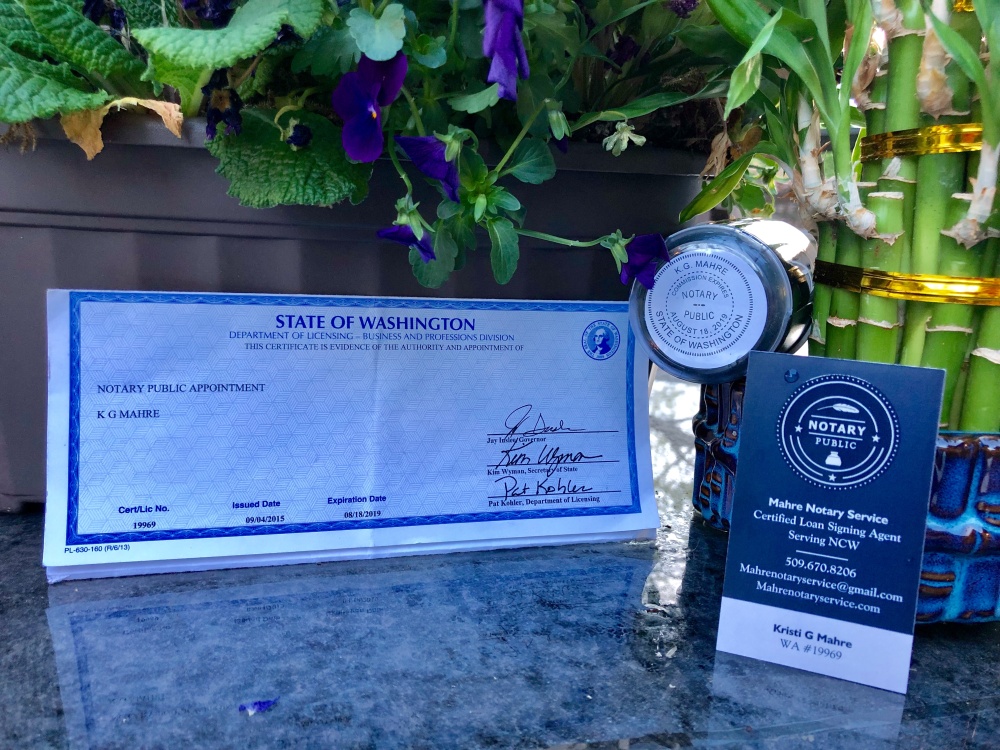 STATE OF WASHINGTON
DEPARTMENT OF LICENSING – BUSINESS AND PROFESSIONS DIVISION
THIS CERTIFICATE IS EVIDENCE OF THE AUTHORITY AND APPOINTMENT OF
NOTARY PUBLIC APPOINTMENT
K G MAHRE
Jay Inslee, Governor
Kim Wyman
Kim Wyman, Secretary of State
Pat Kohler
Pat Kohler, Department of Licensing
Cert/Lic No.
Issued Date
Expiration Date
19969
09/04/2015
08/18/2019
PL-630-160 (R/6/13)
K G MAHRE
COMMISSION EXPIRES
NOTARY
PUBLIC
AUGUST 18, 2019
STATE OF WASHINGTON
NOTARY
PUBLIC
Mahre Notary Service
Certified Loan Signing Agent
Serving NCW
509.670.8206
Mahrenotaryservice@gmail.com
Mahrenotaryservice.com
Kristi G Mahre
WA #19969